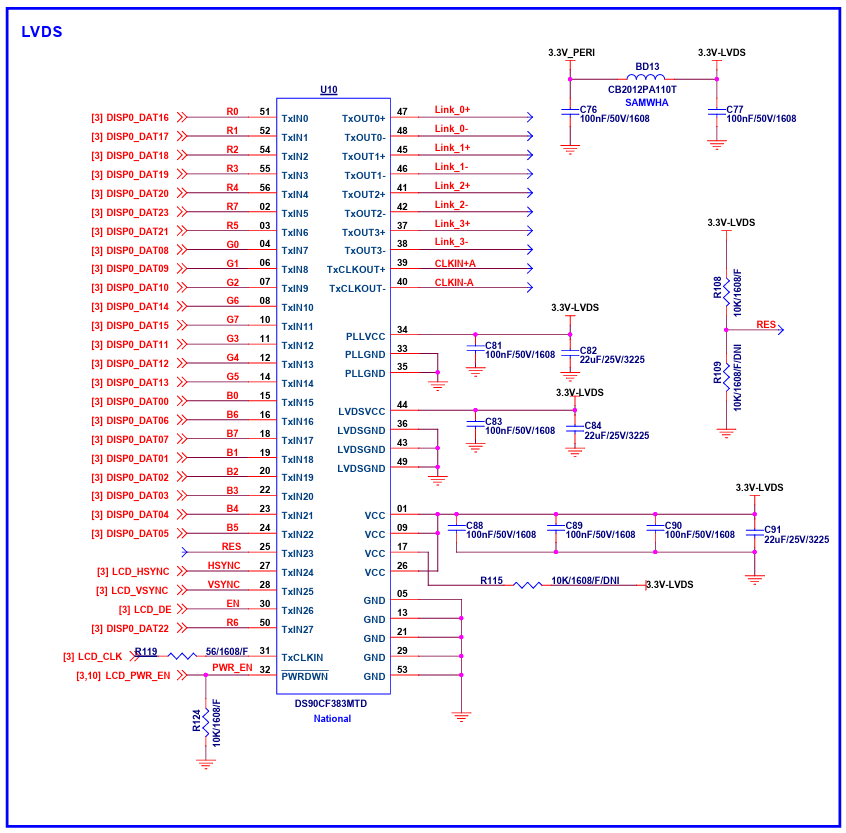 LVDS
3.3V_PERI
3.3V-LVDS
BD13
CB2012PA110T
SAMWHA
C76
100nF/50V/1608
C77
100nF/50V/1608
U10
[3] DISP0_DAT16 R0 51 TxIN0 TxOUT0+ 47 Link_0+
[3] DISP0_DAT17 R1 52 TxIN1 TxOUT0- 48 Link_0-
[3] DISP0_DAT18 R2 54 TxIN2 TxOUT1+ 45 Link_1+
[3] DISP0_DAT19 R3 55 TxIN3 TxOUT1- 46 Link_1-
[3] DISP0_DAT20 R4 56 TxIN4 TxOUT2+ 41 Link_2+
[3] DISP0_DAT23 R7 02 TxIN5 TxOUT2- 42 Link_2-
[3] DISP0_DAT21 R5 03 TxIN6 TxOUT3+ 37 Link_3+
[3] DISP0_DAT08 G0 04 TxIN7 TxOUT3- 38 Link_3-
[3] DISP0_DAT09 G1 06 TxIN8 TxCLKOUT+ 39 CLKIN+A
[3] DISP0_DAT10 G2 07 TxIN9 TxCLKOUT- 40 CLKIN-A
[3] DISP0_DAT14 G6 08 TxIN10
[3] DISP0_DAT15 G7 10 TxIN11
[3] DISP0_DAT11 G3 11 TxIN12 PLLVCC 34
[3] DISP0_DAT12 G4 12 TxIN13 PLLGND 33
[3] DISP0_DAT13 G5 14 TxIN14 PLLGND 35
[3] DISP0_DAT00 B0 15 TxIN15 LVDSVCC 44
[3] DISP0_DAT06 B6 16 TxIN16 LVDSGND 36
[3] DISP0_DAT07 B7 18 TxIN17 LVDSGND 43
[3] DISP0_DAT01 B1 19 TxIN18 LVDSGND 49
[3] DISP0_DAT02 B2 20 TxIN19
[3] DISP0_DAT03 B3 22 TxIN20
[3] DISP0_DAT04 B4 23 TxIN21 VCC 01
[3] DISP0_DAT05 B5 24 TxIN22 VCC 09
RES 25 TxIN23 VCC 17
[3] LCD_HSYNC HSYNC 27 TxIN24 VCC 26
[3] LCD_VSYNC VSYNC 28 TxIN25 GND 05
[3] LCD_DE EN 30 TxIN26 GND 13
[3] DISP0_DAT22 R6 50 TxIN27 GND 21
[3] LCD_CLK R119 56/1608/F 31 TxCLKIN GND 29
[3,10] LCD_PWR_EN PWR_EN 32 PWRDWN GND 53
DS90CF383MTD
National
R124
10K/1608/F
3.3V-LVDS
R108
10K/1608/F
RES
R109
10K/1608/F/DNI
3.3V-LVDS
C81
100nF/50V/1608
C82
22uF/25V/3225
3.3V-LVDS
C83
100nF/50V/1608
C84
22uF/25V/3225
3.3V-LVDS
C88
100nF/50V/1608
C89
100nF/50V/1608
C90
100nF/50V/1608
C91
22uF/25V/3225
R115 10K/1608/F/DNI 3.3V-LVDS